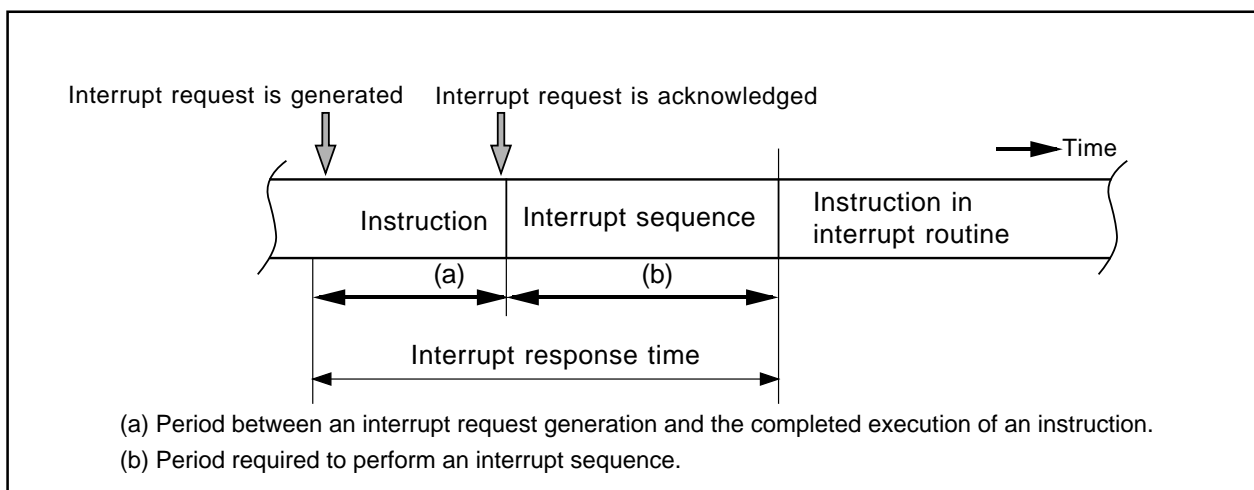 Interrupt request is generated
Interrupt request is acknowledged
Time
Instruction
Interrupt sequence
Instruction in
interrupt routine
(a)
(b)
Interrupt response time
(a) Period between an interrupt request generation and the completed execution of an instruction.
(b) Period required to perform an interrupt sequence.